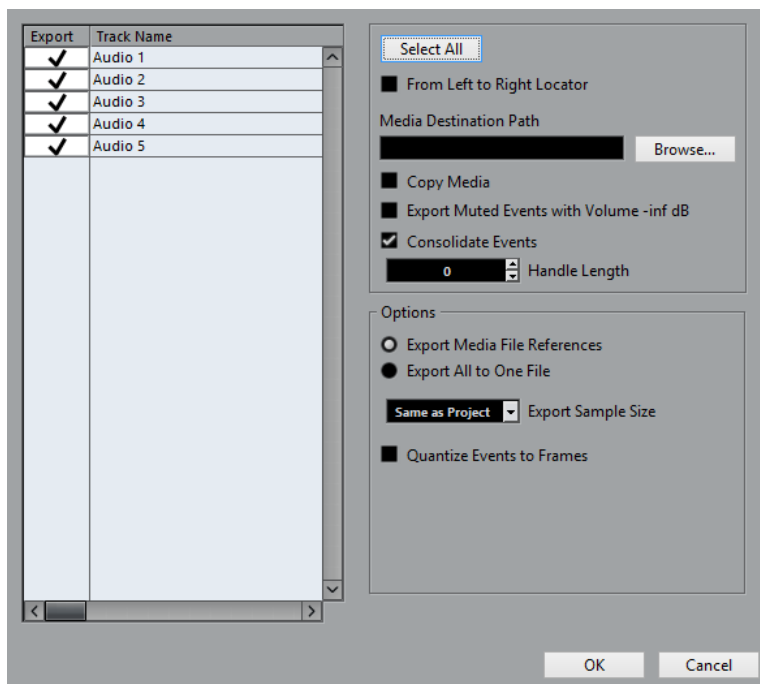 Export Track Name
Audio 1
Audio 2
Audio 3
Audio 4
Audio 5
Select All
From Left to Right Locator
Media Destination Path
Browse...
Copy Media
Export Muted Events with Volume -inf dB
Consolidate Events
0 Handle Length
Options
Export Media File References
Export All to One File
Same as Project Export Sample Size
Quantize Events to Frames
OK Cancel